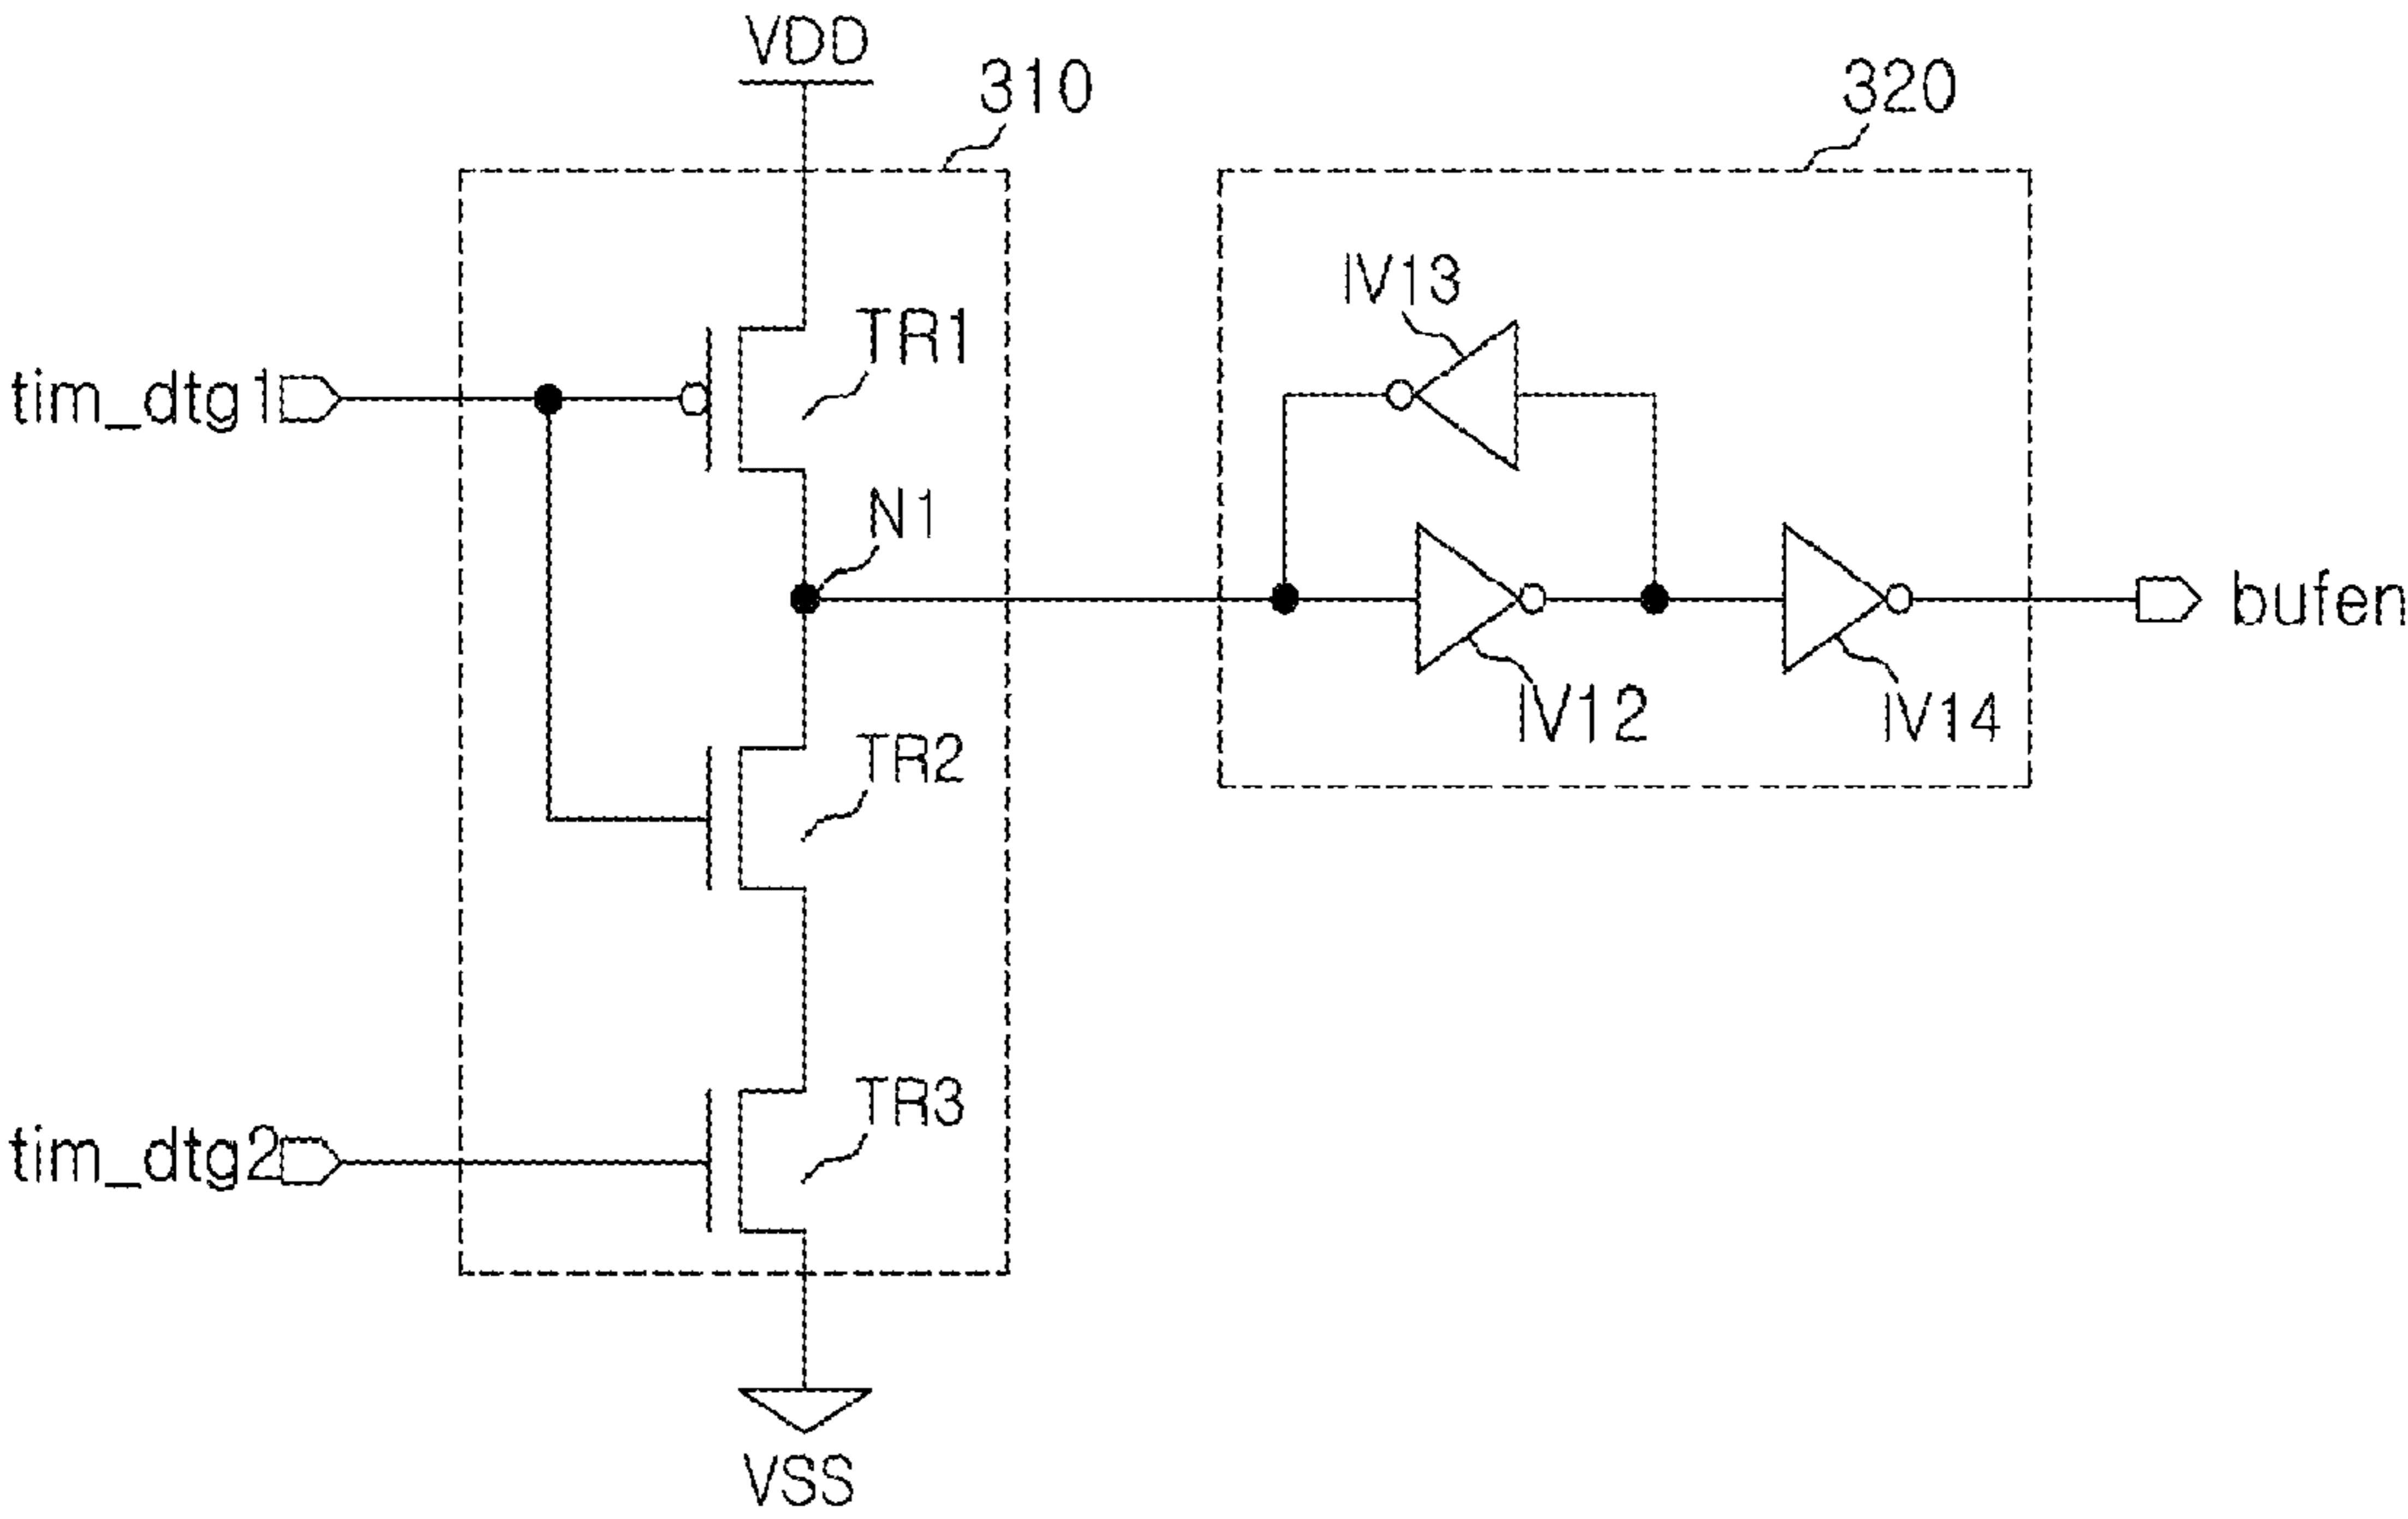 VDD
310
320
IV13
TR1
tim_dtg1
N1
bufen
IV12
IV14
TR2
TR3
tim_dtg2
VSS